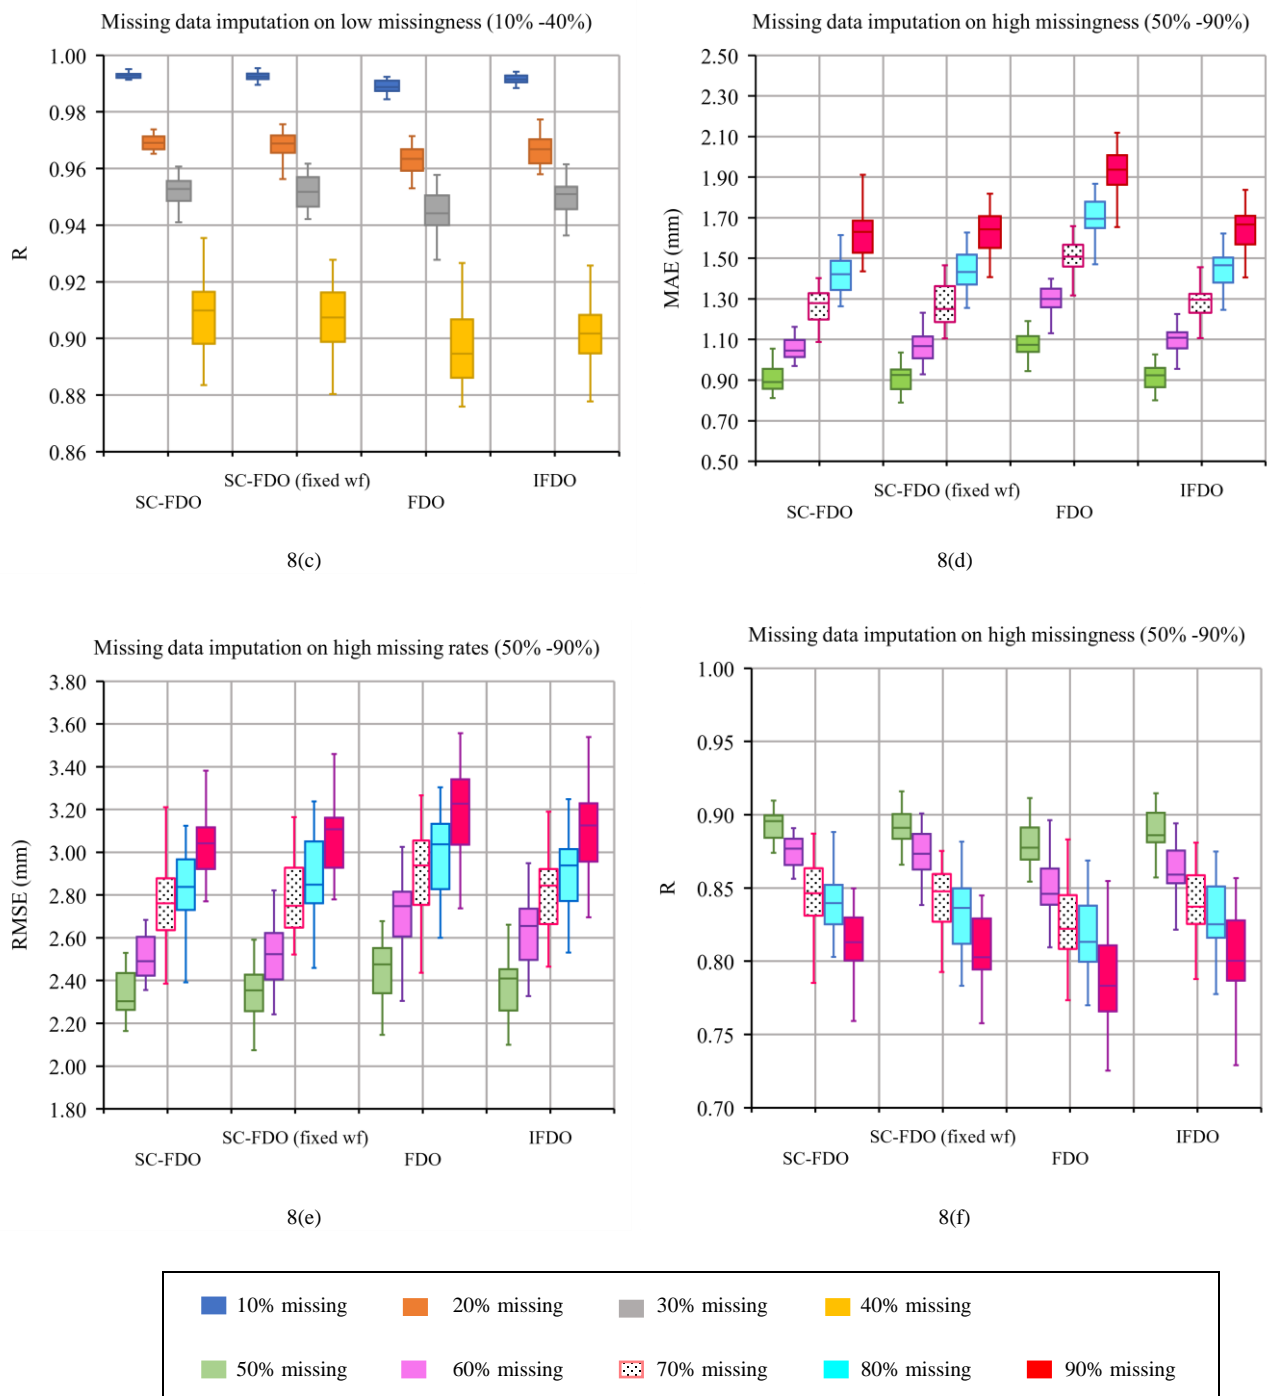 Missing data imputation on low missingness (10% -40%)
1.00
0.98
0.96
0.94
0.92
0.90
0.88
0.86
R
SC-FDO
SC-FDO (fixed wf)
FDO
IFDO
8(c)
Missing data imputation on high missingness (50% -90%)
2.50
2.30
2.10
1.90
1.70
1.50
1.30
1.10
0.90
0.70
0.50
MAE (mm)
SC-FDO
SC-FDO (fixed wf)
FDO
IFDO
8(d)
Missing data imputation on high missing rates (50% -90%)
3.80
3.60
3.40
3.20
3.00
2.80
2.60
2.40
2.20
2.00
1.80
RMSE (mm)
SC-FDO
SC-FDO (fixed wf)
FDO
IFDO
8(e)
Missing data imputation on high missingness (50% -90%)
1.00
0.95
0.90
0.85
0.80
0.75
0.70
R
SC-FDO
SC-FDO (fixed wf)
FDO
IFDO
8(f)
10% missing
20% missing
30% missing
40% missing
50% missing
60% missing
70% missing
80% missing
90% missing